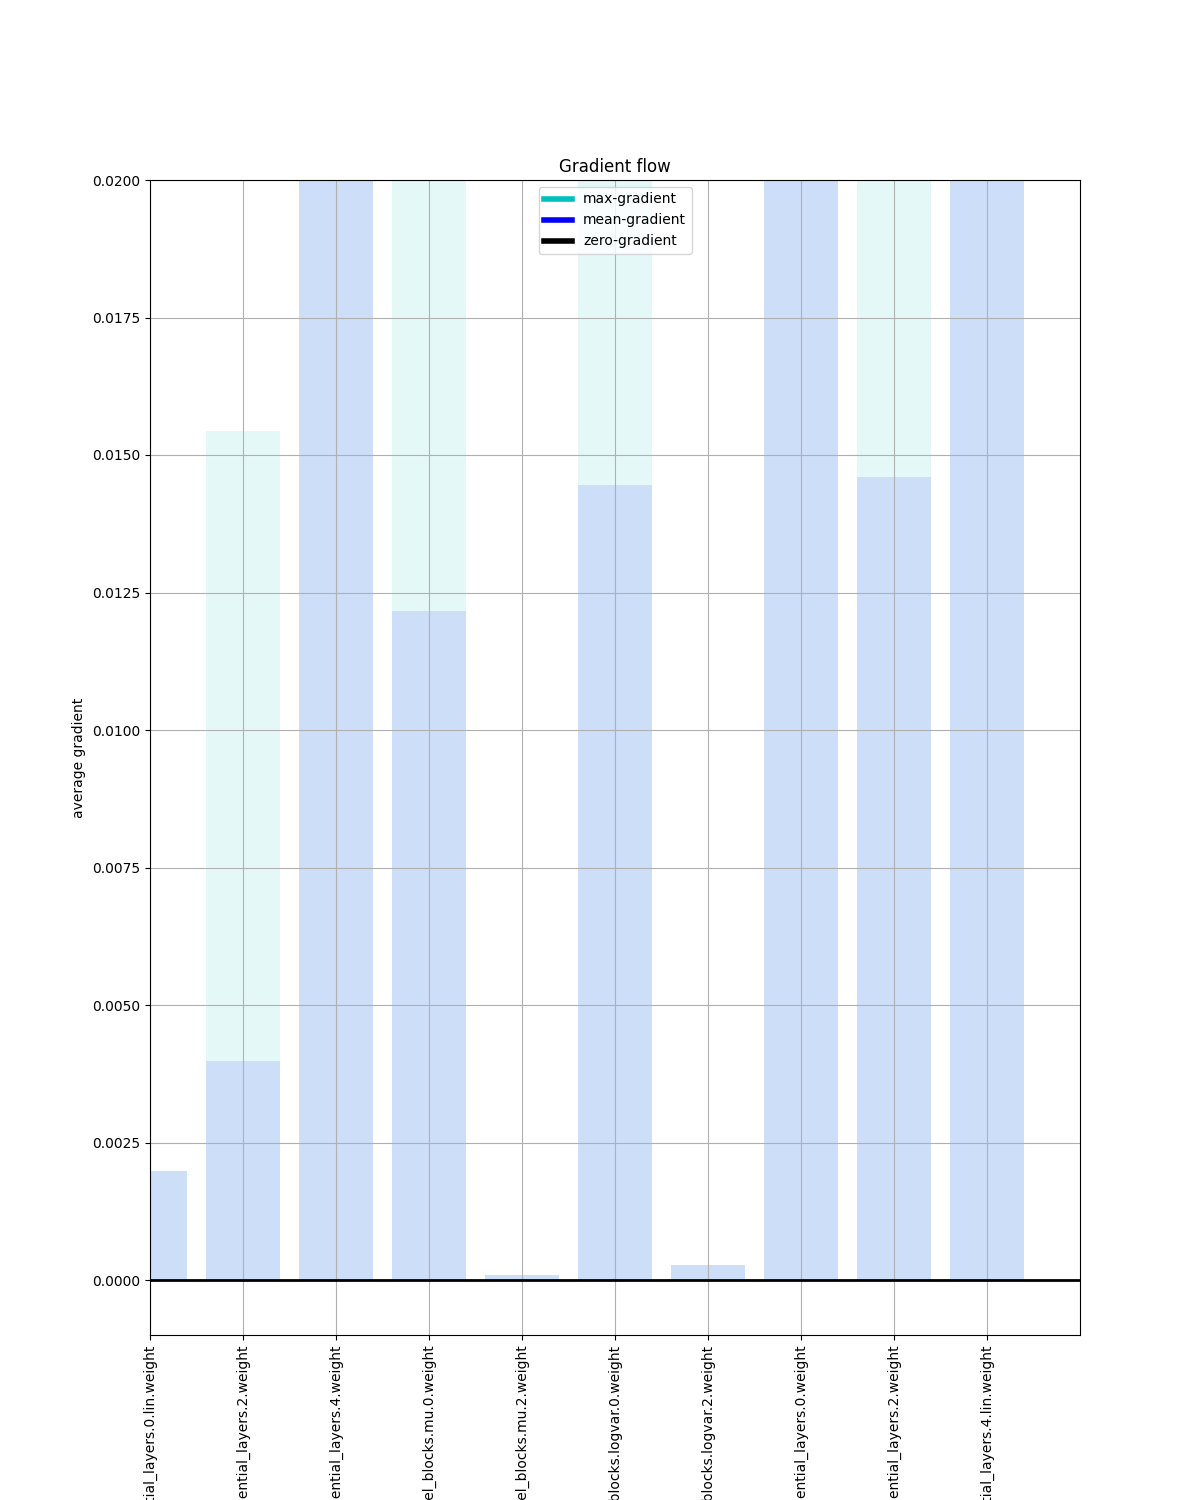 Gradient flow
max-gradient
mean-gradient
zero-gradient
0.0200
0.0175
0.0150
0.0125
0.0100
0.0075
0.0050
0.0025
0.0000
average gradient
tial_layers.0.lin.weight
ential_layers.2.weight
ential_layers.4.weight
el_blocks.mu.0.weight
el_blocks.mu.2.weight
blocks.logvar.0.weight
blocks.logvar.2.weight
ential_layers.0.weight
ential_layers.2.weight
tial_layers.4.lin.weight